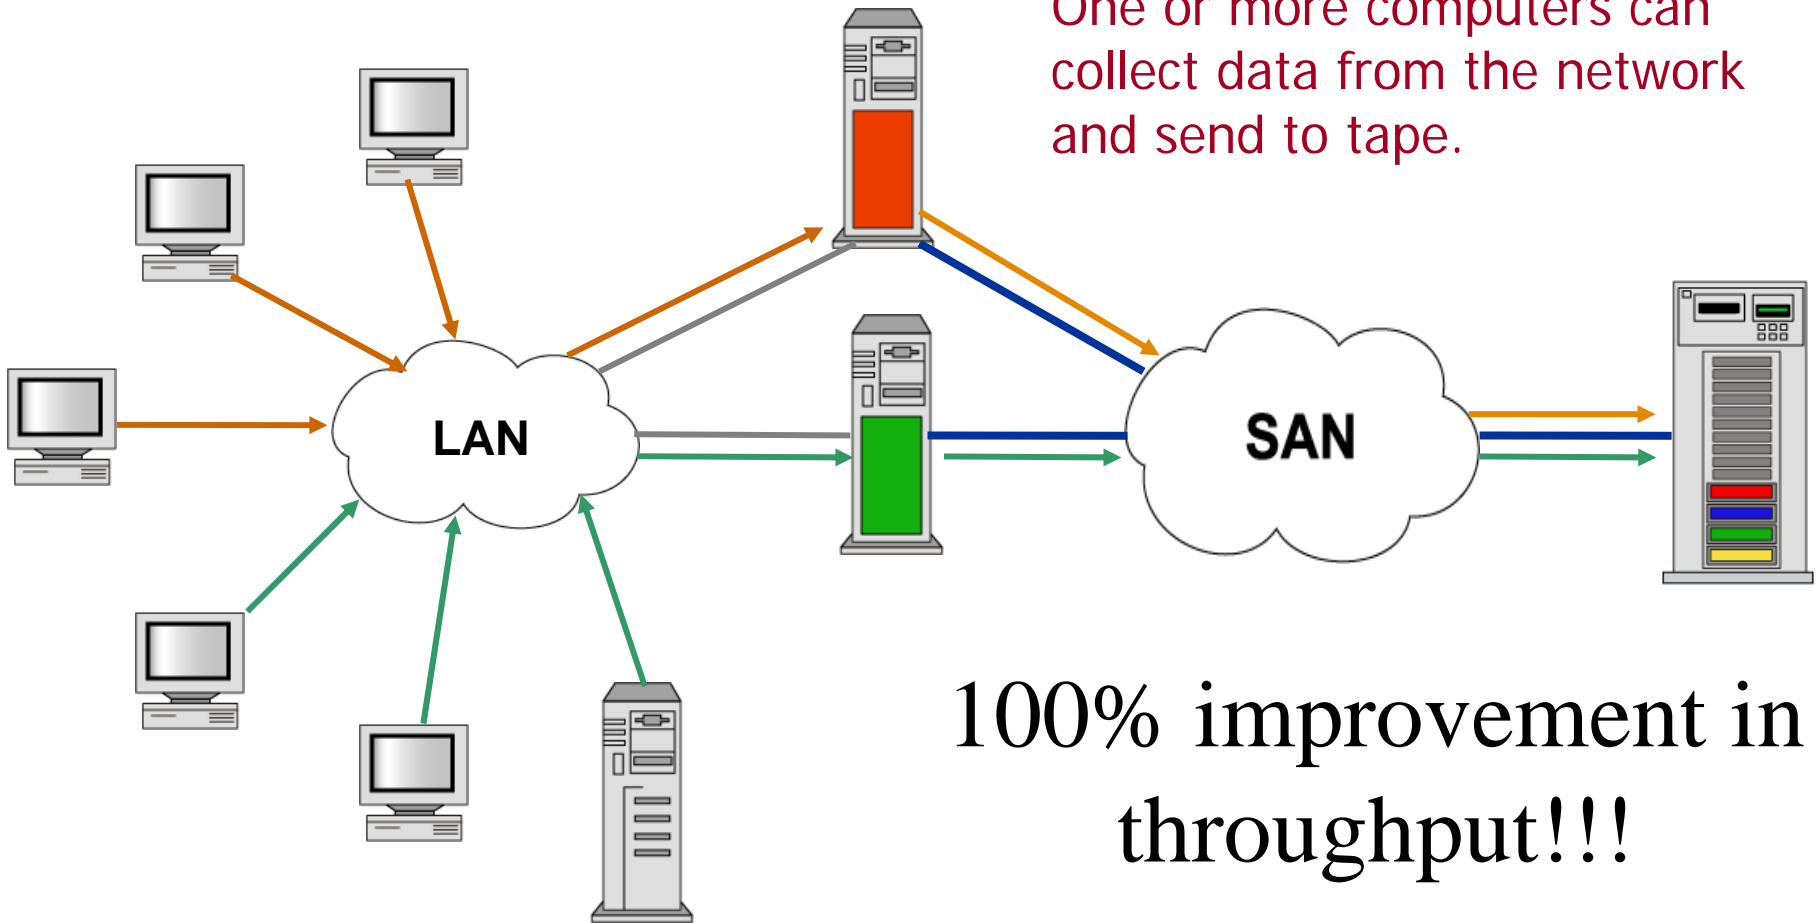 One or more computers can
collect data from the network
and send to tape.
LAN
SAN
100% improvement in
throughput!!!